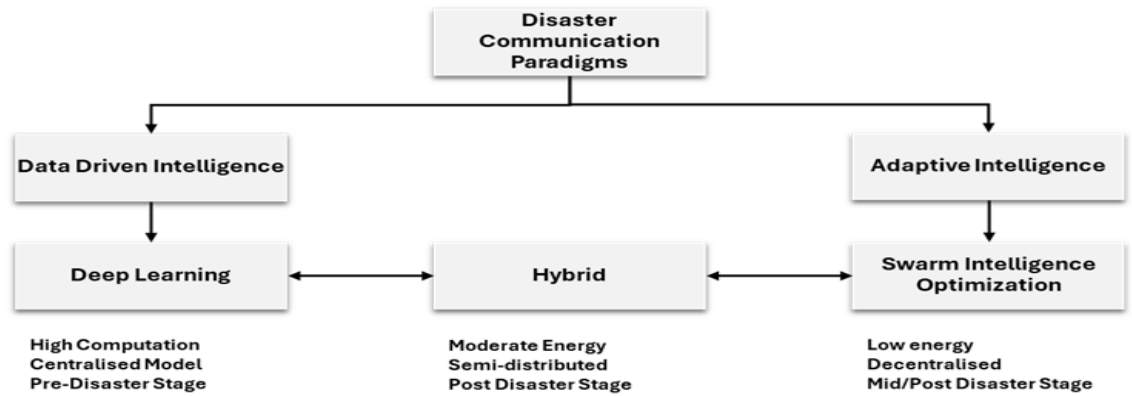 Disaster
Communication
Paradigms
Data Driven Intelligence
Adaptive Intelligence
Deep Learning
Hybrid
Swarm Intelligence
Optimization
High Computation
Centralised Model
Pre-Disaster Stage
Moderate Energy
Semi-distributed
Post Disaster Stage
Low energy
Decentralised
Mid/Post Disaster Stage